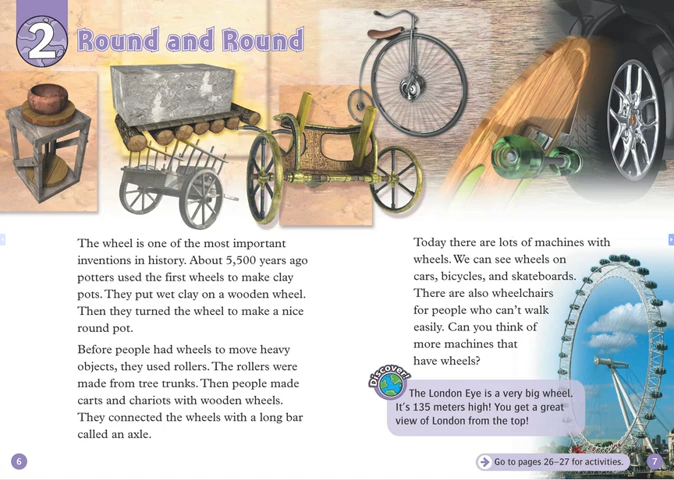 2 Round and Round
The wheel is one of the most important
inventions in history. About 5,500 years ago
potters used the first wheels to make clay
pots. They put wet clay on a wooden wheel.
Then they turned the wheel to make a nice
round pot.
Before people had wheels to move heavy
objects, they used rollers. The rollers were
made from tree trunks. Then people made
carts and chariots with wooden wheels.
They connected the wheels with a long bar
called an axle.
6
Today there are lots of machines with
wheels. We can see wheels on
cars, bicycles, and skateboards.
There are also wheelchairs
for people who can't walk
easily. Can you think of
more machines that
have wheels?
Discover!
The London Eye is a very big wheel.
It's 135 meters high! You get a great
view of London from the top!
Go to pages 26–27 for activities.
7